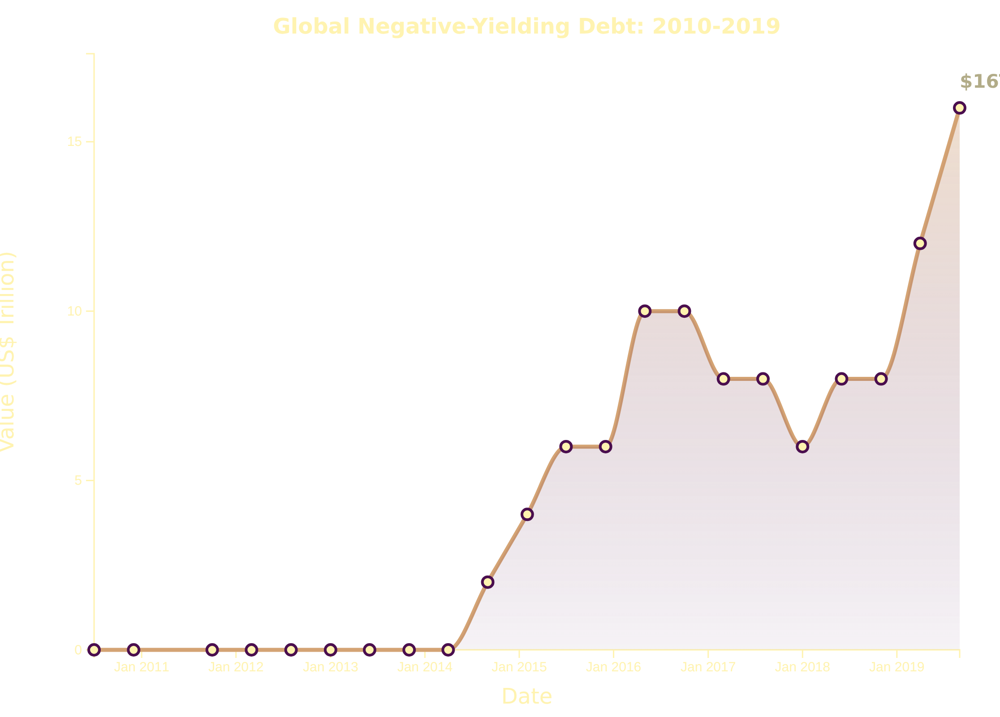 Global Negative-Yielding Debt: 2010-2019
$16
15
10
5
0
Value (US$ Trillion)
Jan 2011 Jan 2012 Jan 2013 Jan 2014 Jan 2015 Jan 2016 Jan 2017 Jan 2018 Jan 2019
Date